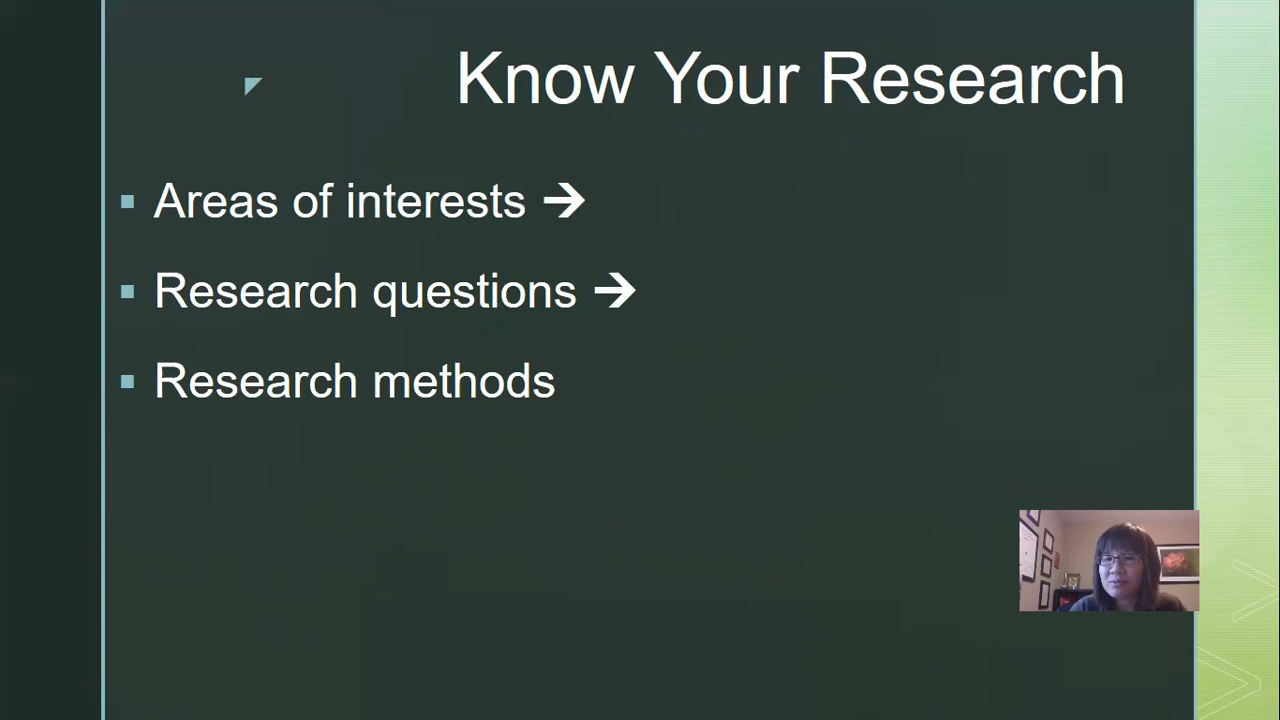 Know Your Research
Areas of interests →
Research questions →
Research methods